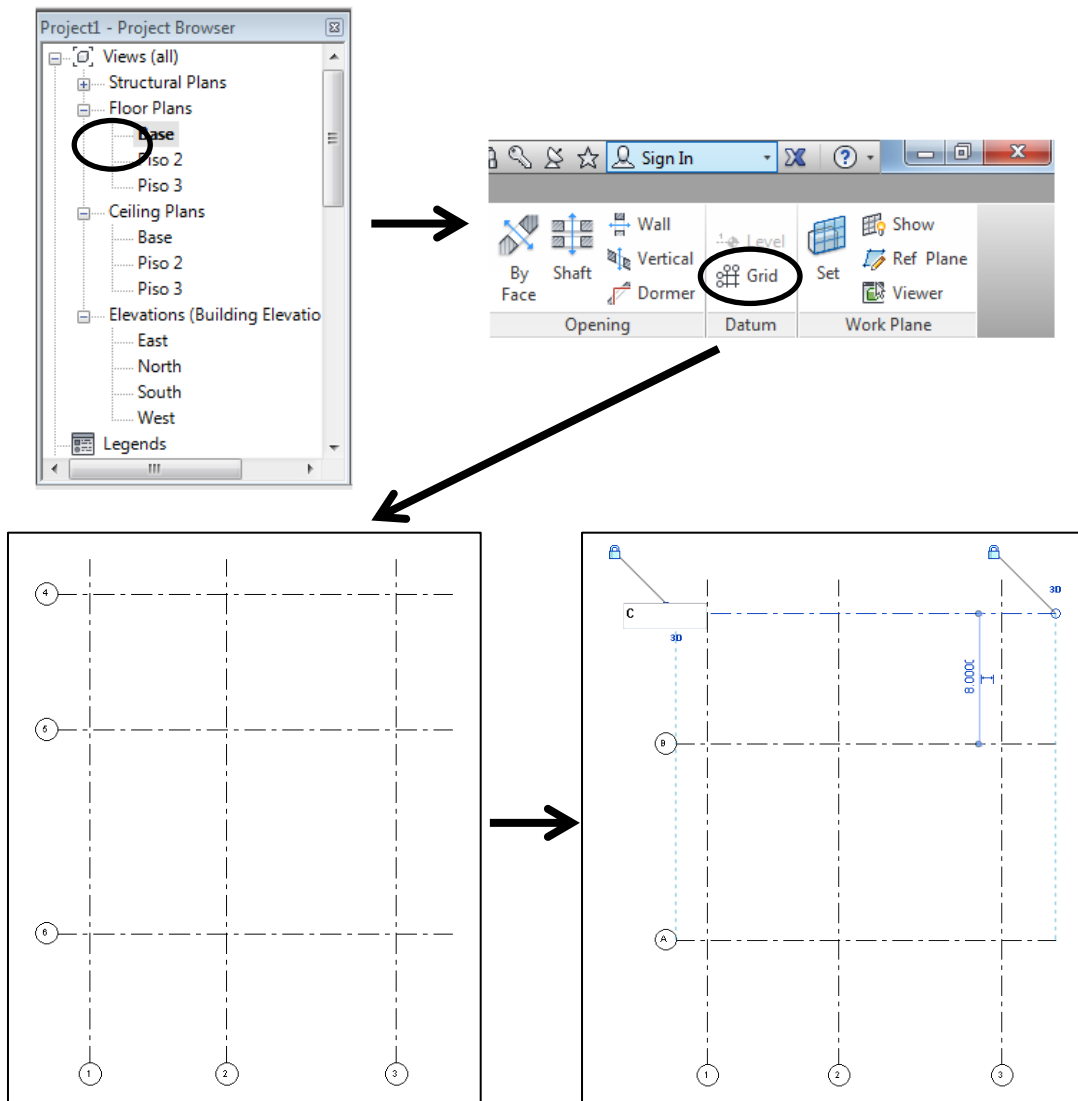 Project1 - Project Browser
Views (all)
Structural Plans
Floor Plans
Base
Piso 2
Piso 3
Ceiling Plans
Base
Piso 2
Piso 3
Elevations (Building Elevatio
East
North
South
West
Legends
Sign In
By Face
Shaft
Wall
Vertical
Dormer
Opening
Level
Grid
Datum
Set
Show
Ref Plane
Viewer
Work Plane
4
5
6
1 2 3
C
3D
3D
8.0000
B
A
1 2 3